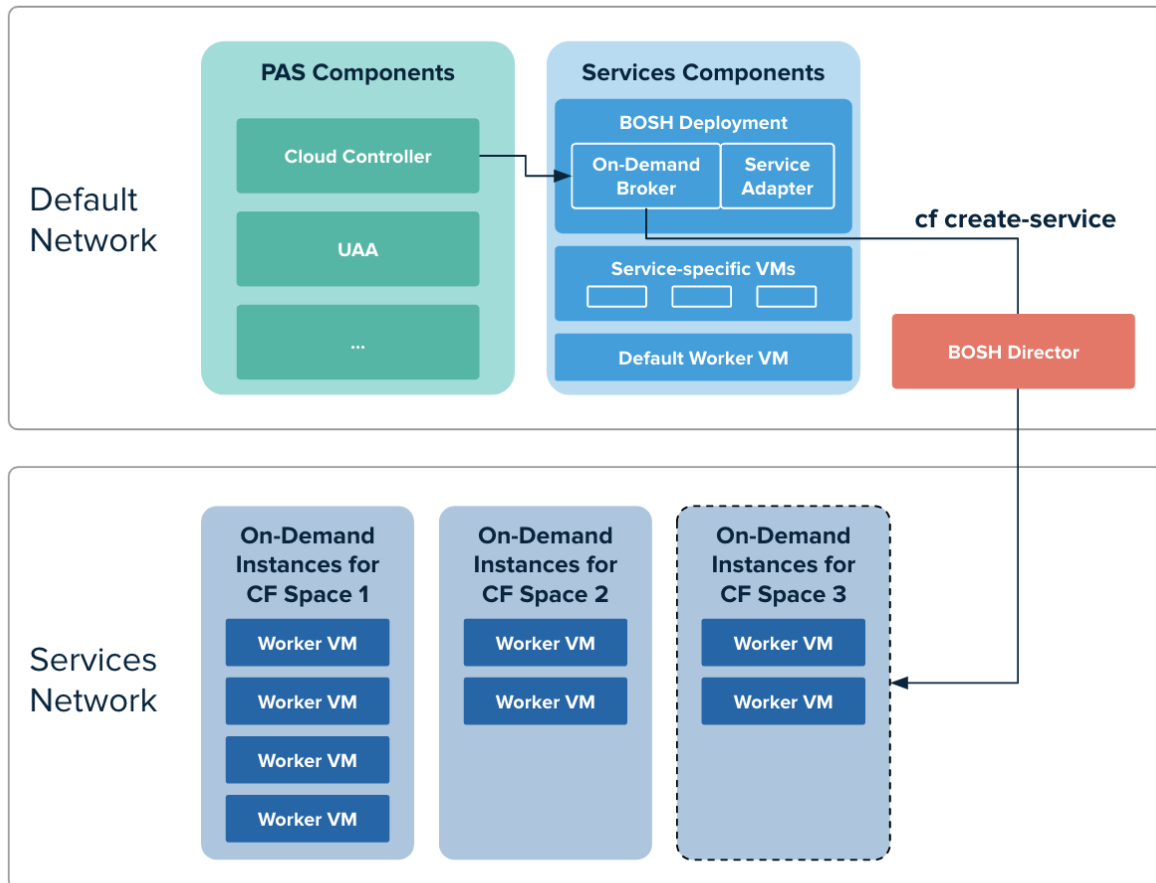 Default
Network
PAS Components
Cloud Controller
UAA
...
Services Components
BOSH Deployment
On-Demand
Broker
Service
Adapter
Service-specific VMs
Default Worker VM
cf create-service
BOSH Director
Services
Network
On-Demand
Instances for
CF Space 1
Worker VM
Worker VM
Worker VM
Worker VM
On-Demand
Instances for
CF Space 2
Worker VM
Worker VM
On-Demand
Instances for
CF Space 3
Worker VM
Worker VM